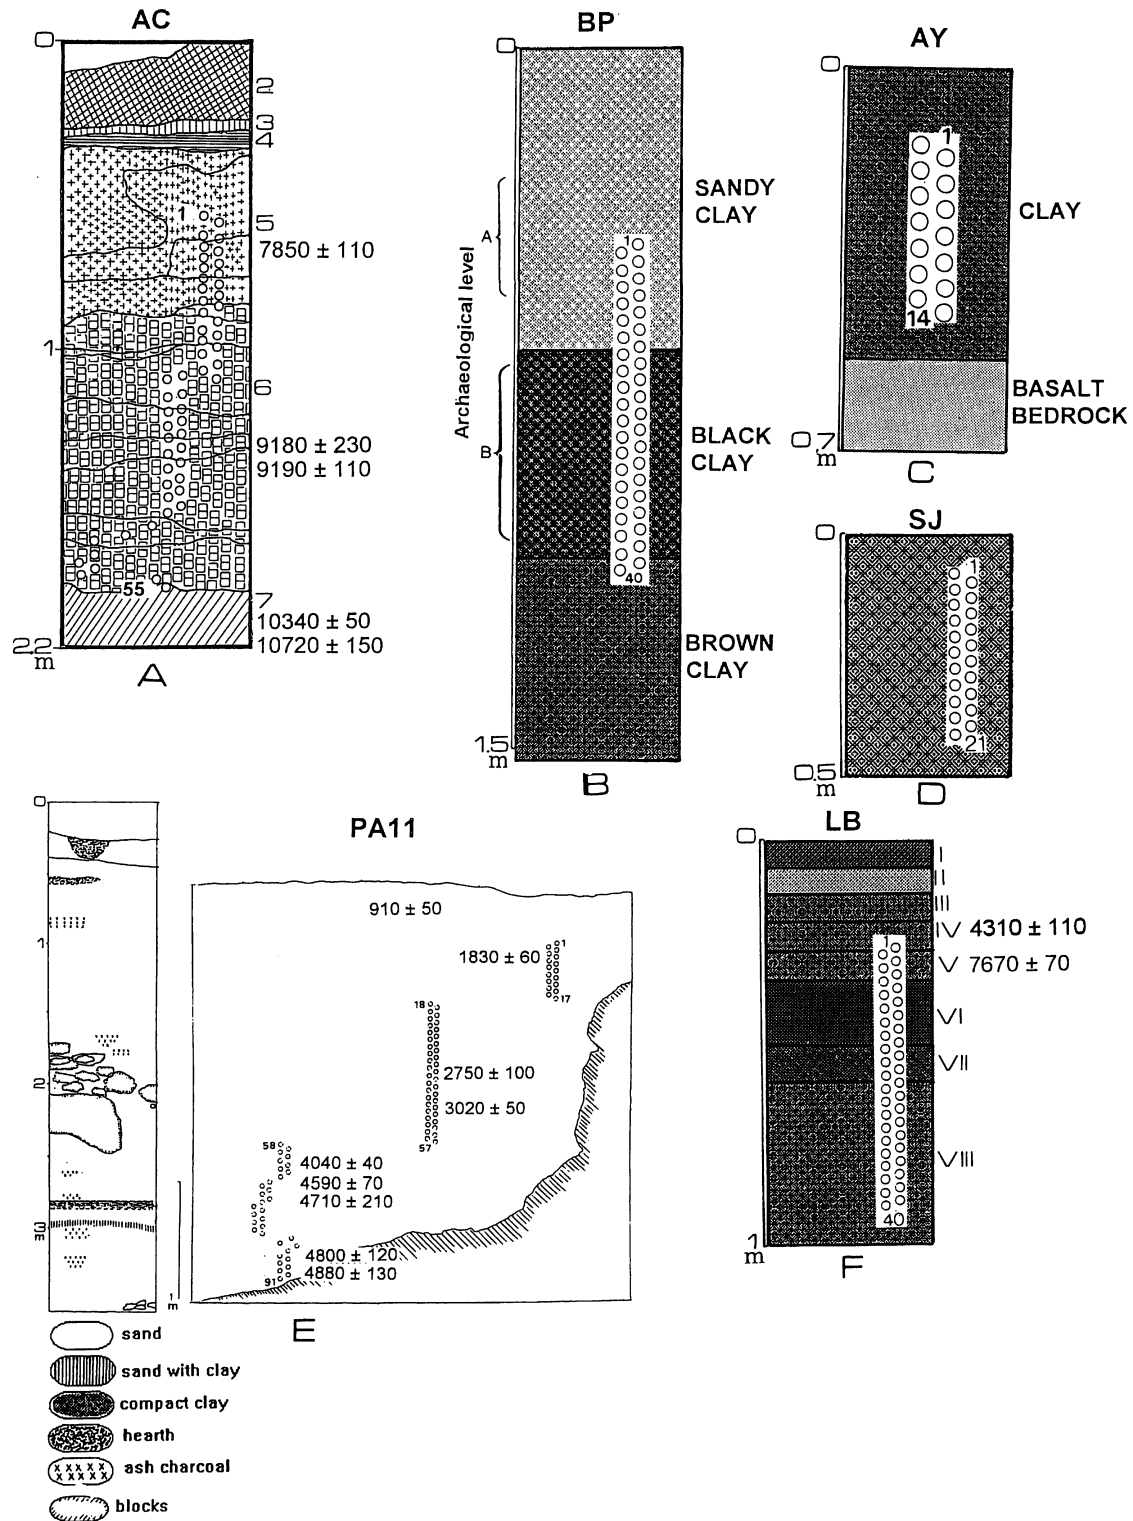 AC
0
2
3
4
1
5
7850 ± 110
1
6
9180 ± 230
9190 ± 110
55
7
10340 ± 50
2.2
10720 ± 150
m
A
BP
0
SANDY
CLAY
A
1
Archaeological level
B
BLACK
CLAY
40
BROWN
CLAY
1.5
m
B
AY
0
1
CLAY
14
BASALT
BEDROCK
0.7
m
C
SJ
0
1
21
0.5
m
D
PA11
0
1
2
3
m
910 ± 50
1830 ± 60
1
17
18
2750 ± 100
3020 ± 50
57
58
4040 ± 40
4590 ± 70
4710 ± 210
4800 ± 120
4880 ± 130
91
1
m
E
LB
0
I
II
III
IV 4310 ± 110
1
V 7670 ± 70
VI
VII
VIII
40
1
m
F
sand
sand with clay
compact clay
hearth
ash charcoal
blocks